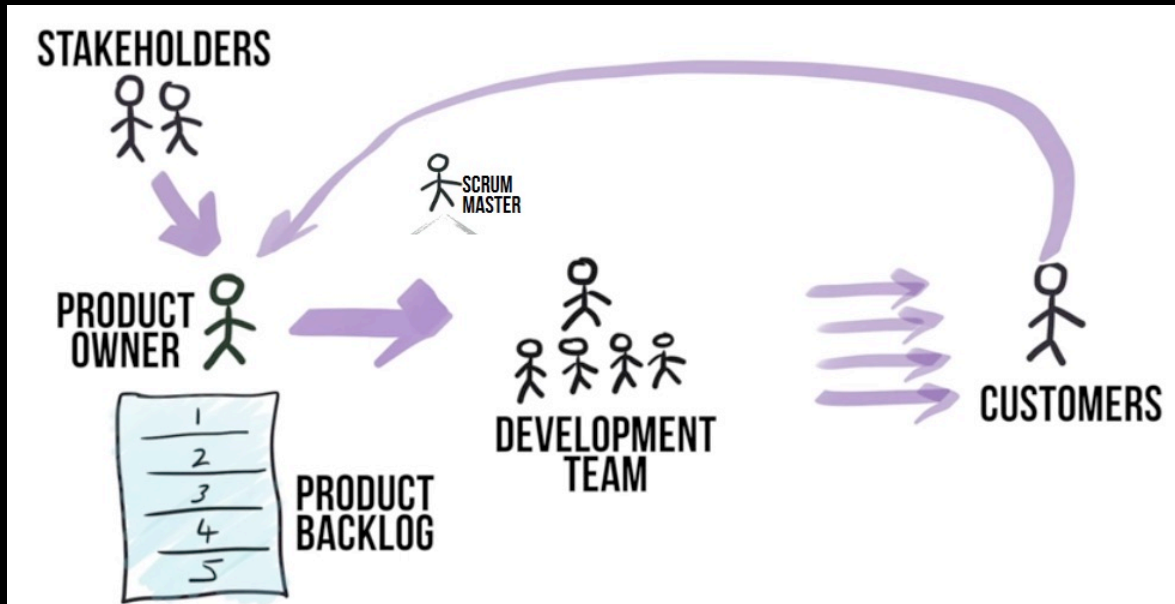 STAKEHOLDERS
SCRUM
MASTER
PRODUCT
OWNER
1
2
3
4
5
PRODUCT
BACKLOG
DEVELOPMENT
TEAM
CUSTOMERS